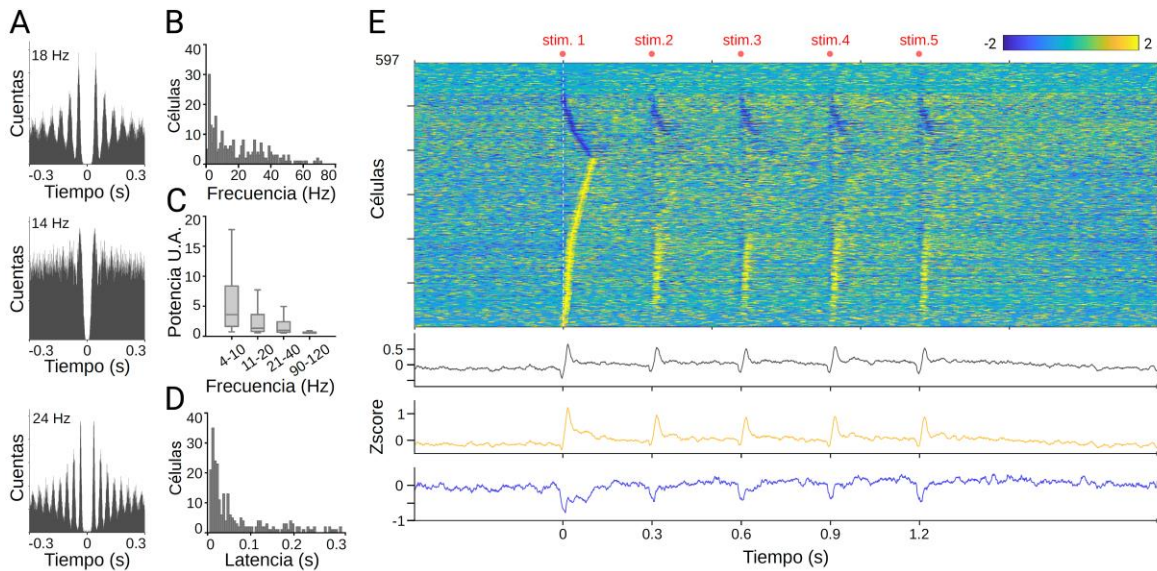 A
18 Hz
Cuentas
-0.3 0 0.3
Tiempo (s)
14 Hz
Cuentas
-0.3 0 0.3
Tiempo (s)
24 Hz
Cuentas
-0.3 0 0.3
Tiempo (s)
B
40
30
20
10
0
Células
0 20 40 60 80
Frecuencia (Hz)
C
20
15
10
5
0
Potencia U.A.
4-10 11-20 21-40 90-120
Frecuencia (Hz)
D
40
30
20
10
0
Células
0 0.1 0.2 0.3
Latencia (s)
E
stim. 1 stim.2 stim.3 stim.4 stim.5
-2 2
597
Células
0.5
0
1
0
Zscore
0
-1
0 0.3 0.6 0.9 1.2
Tiempo (s)